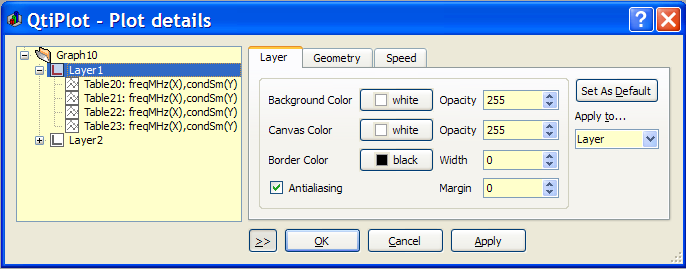 QtiPlot - Plot details
Graph10
Layer1
Table20: freqMHz(X),condSm(Y)
Table21: freqMHz(X),condSm(Y)
Table22: freqMHz(X),condSm(Y)
Table23: freqMHz(X),condSm(Y)
Layer2
Layer Geometry Speed
Background Color white Opacity 255
Canvas Color white Opacity 255
Border Color black Width 0
Antialiasing Margin 0
Set As Default
Apply to...
Layer
>> OK Cancel Apply